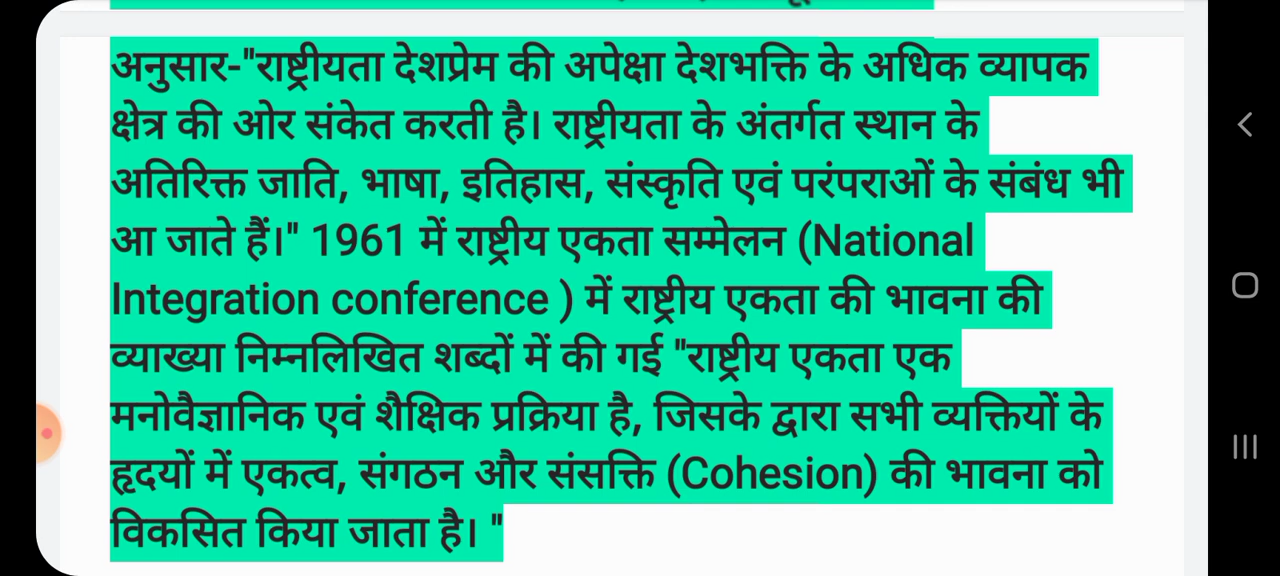 अनुसार-"राष्ट्रीयता देशप्रेम की अपेक्षा देशभक्ति के अधिक व्यापक
क्षेत्र की ओर संकेत करती है। राष्ट्रीयता के अंतर्गत स्थान के
अतिरिक्त जाति, भाषा, इतिहास, संस्कृति एवं परंपराओं के संबंध भी
आ जाते हैं।" 1961 में राष्ट्रीय एकता सम्मेलन (National
Integration conference ) में राष्ट्रीय एकता की भावना की
व्याख्या निम्नलिखित शब्दों में की गई "राष्ट्रीय एकता एक
मनोवैज्ञानिक एवं शैक्षिक प्रक्रिया है, जिसके द्वारा सभी व्यक्तियों के
हृदयों में एकत्व, संगठन और संसक्ति (Cohesion) की भावना को
विकसित किया जाता है। "